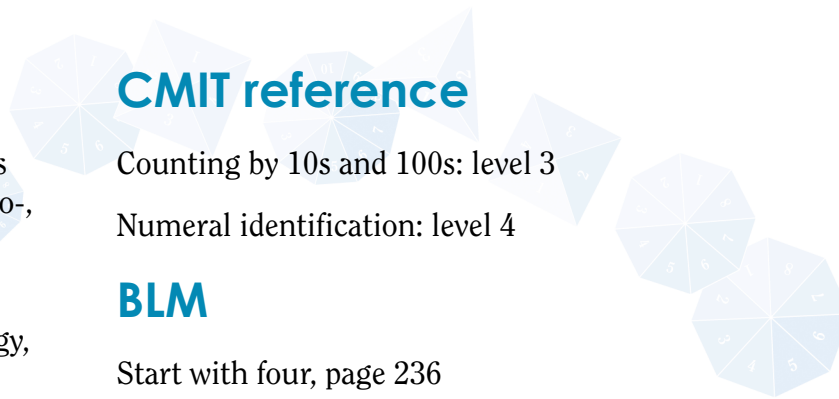 s
o-,
gy,
CMIT reference
Counting by 10s and 100s: level 3
Numeral identification: level 4
BLM
Start with four, page 236